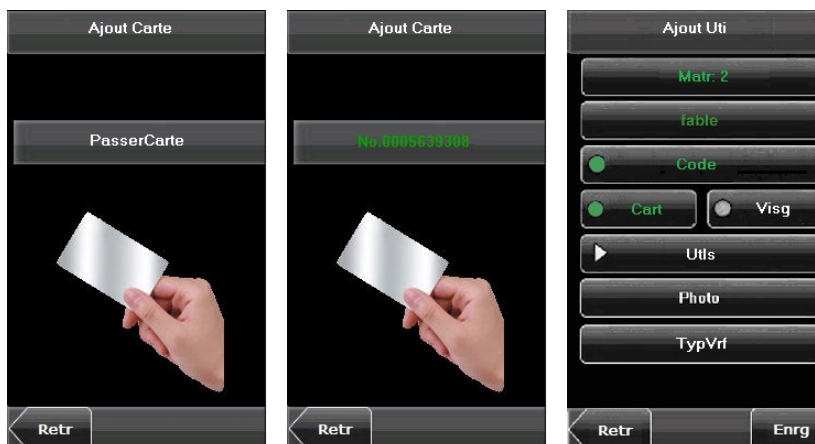 Ajout Carte
PasserCarte
Retr
Ajout Carte
No.0005639308
Retr
Ajout Uti
Matr: 2
fable
Code
Cart
Visg
Utls
Photo
TypVrf
Retr
Enrg